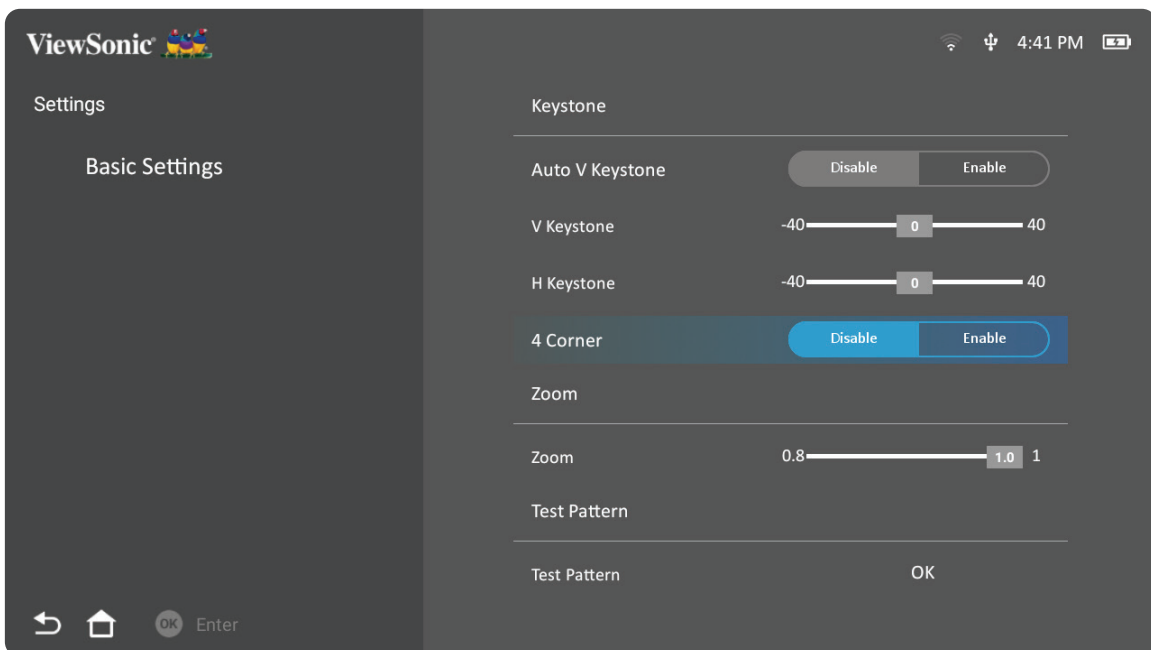 ViewSonic®
4:41 PM
Settings
Basic Settings
Keystone
Auto V Keystone Disable Enable
V Keystone -40 0 40
H Keystone -40 0 40
4 Corner Disable Enable
Zoom
Zoom 0.8 1.0 1
Test Pattern
Test Pattern OK
OK Enter